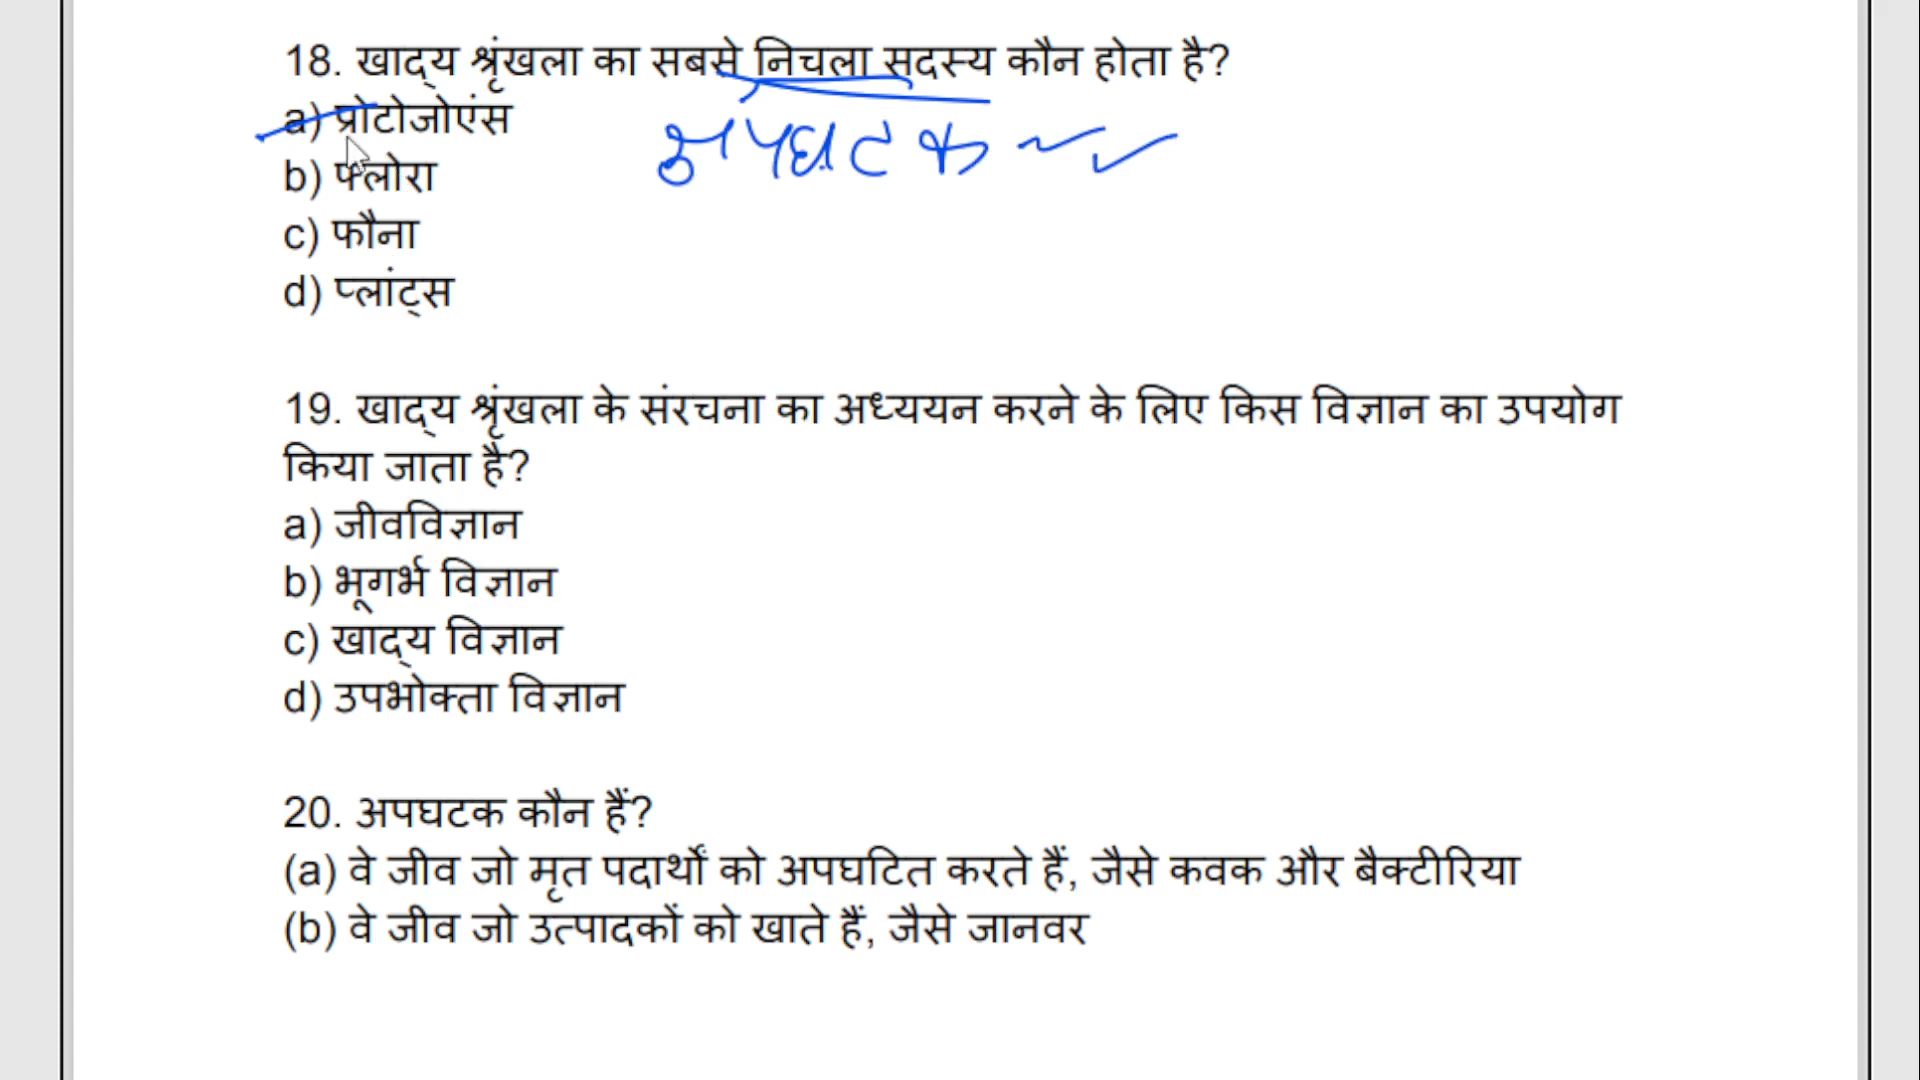 18. खाद्य श्रृंखला का सबसे निचला सदस्य कौन होता है?
a) प्रोटोजोएंस
अपघटक
b) फ्लोरा
c) फौना
d) प्लांट्स
19. खाद्य श्रृंखला के संरचना का अध्ययन करने के लिए किस विज्ञान का उपयोग
किया जाता है?
a) जीवविज्ञान
b) भूगर्भ विज्ञान
c) खाद्य विज्ञान
d) उपभोक्ता विज्ञान
20. अपघटक कौन हैं?
(a) वे जीव जो मृत पदार्थों को अपघटित करते हैं, जैसे कवक और बैक्टीरिया
(b) वे जीव जो उत्पादकों को खाते हैं, जैसे जानवर